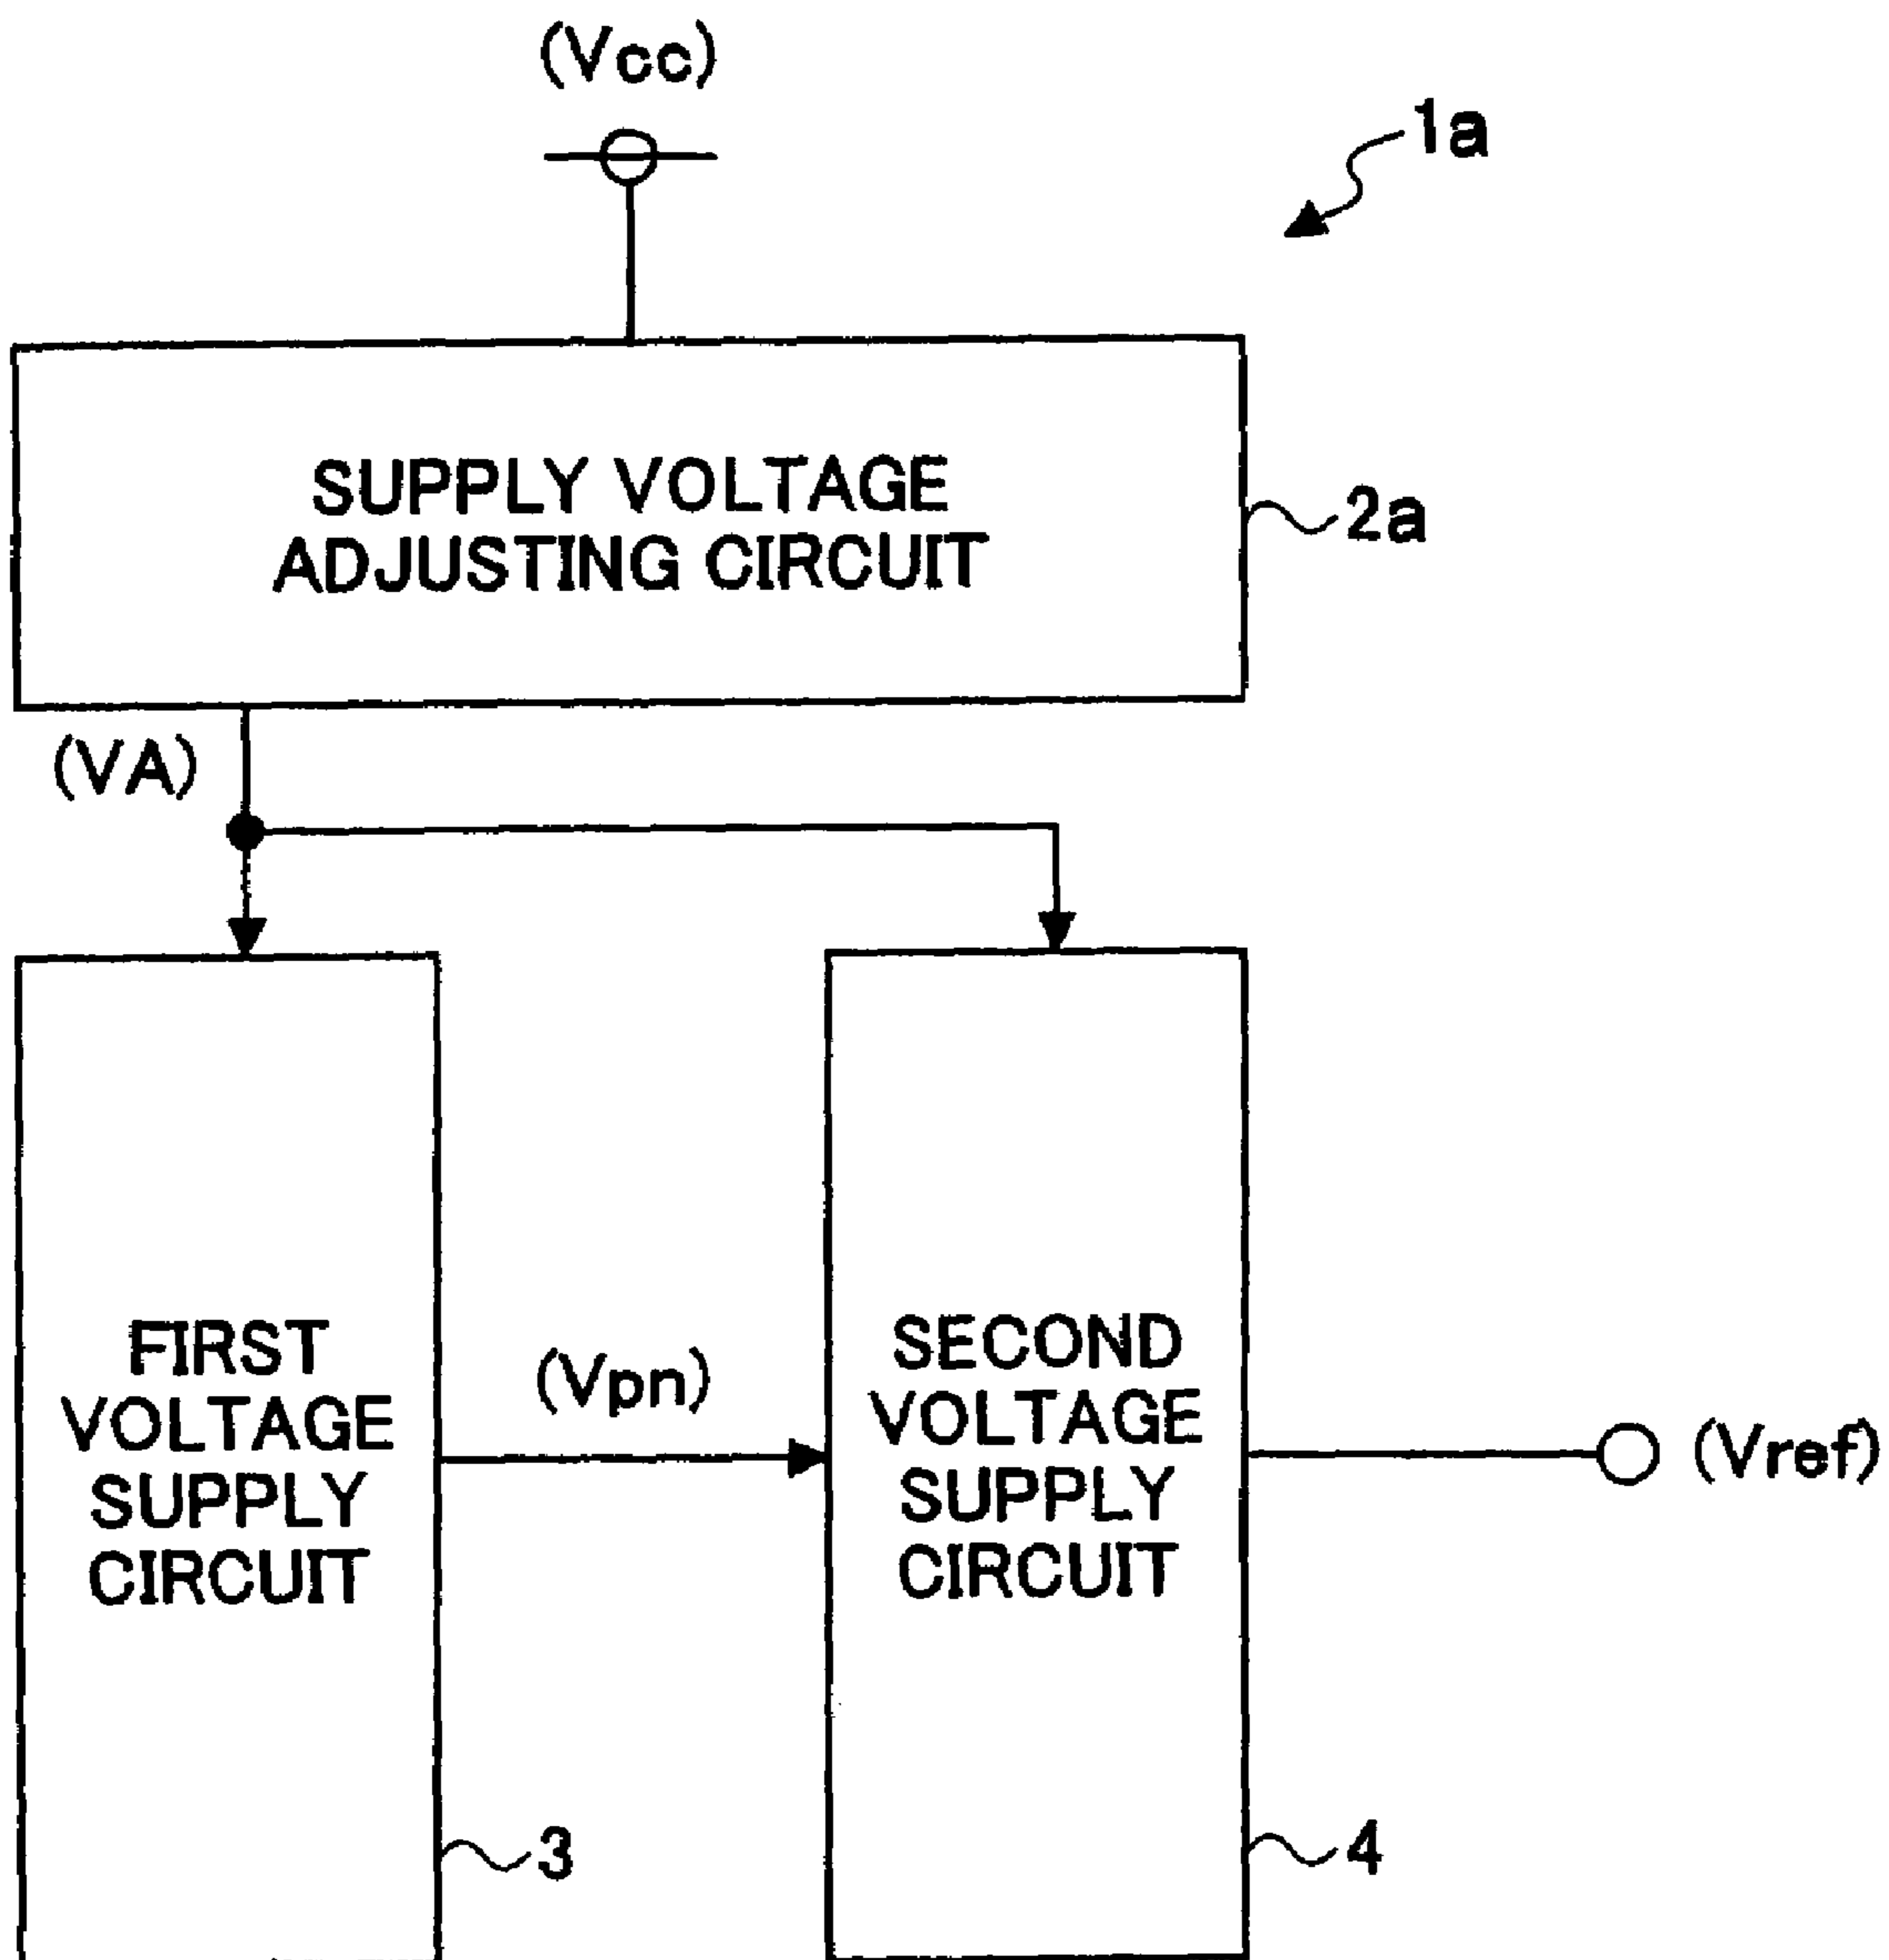 (Vcc)
1a
SUPPLY VOLTAGE
ADJUSTING CIRCUIT
2a
(VA)
FIRST
VOLTAGE
SUPPLY
CIRCUIT
(Vpn)
SECOND
VOLTAGE
SUPPLY
CIRCUIT
(Vref)
3
4